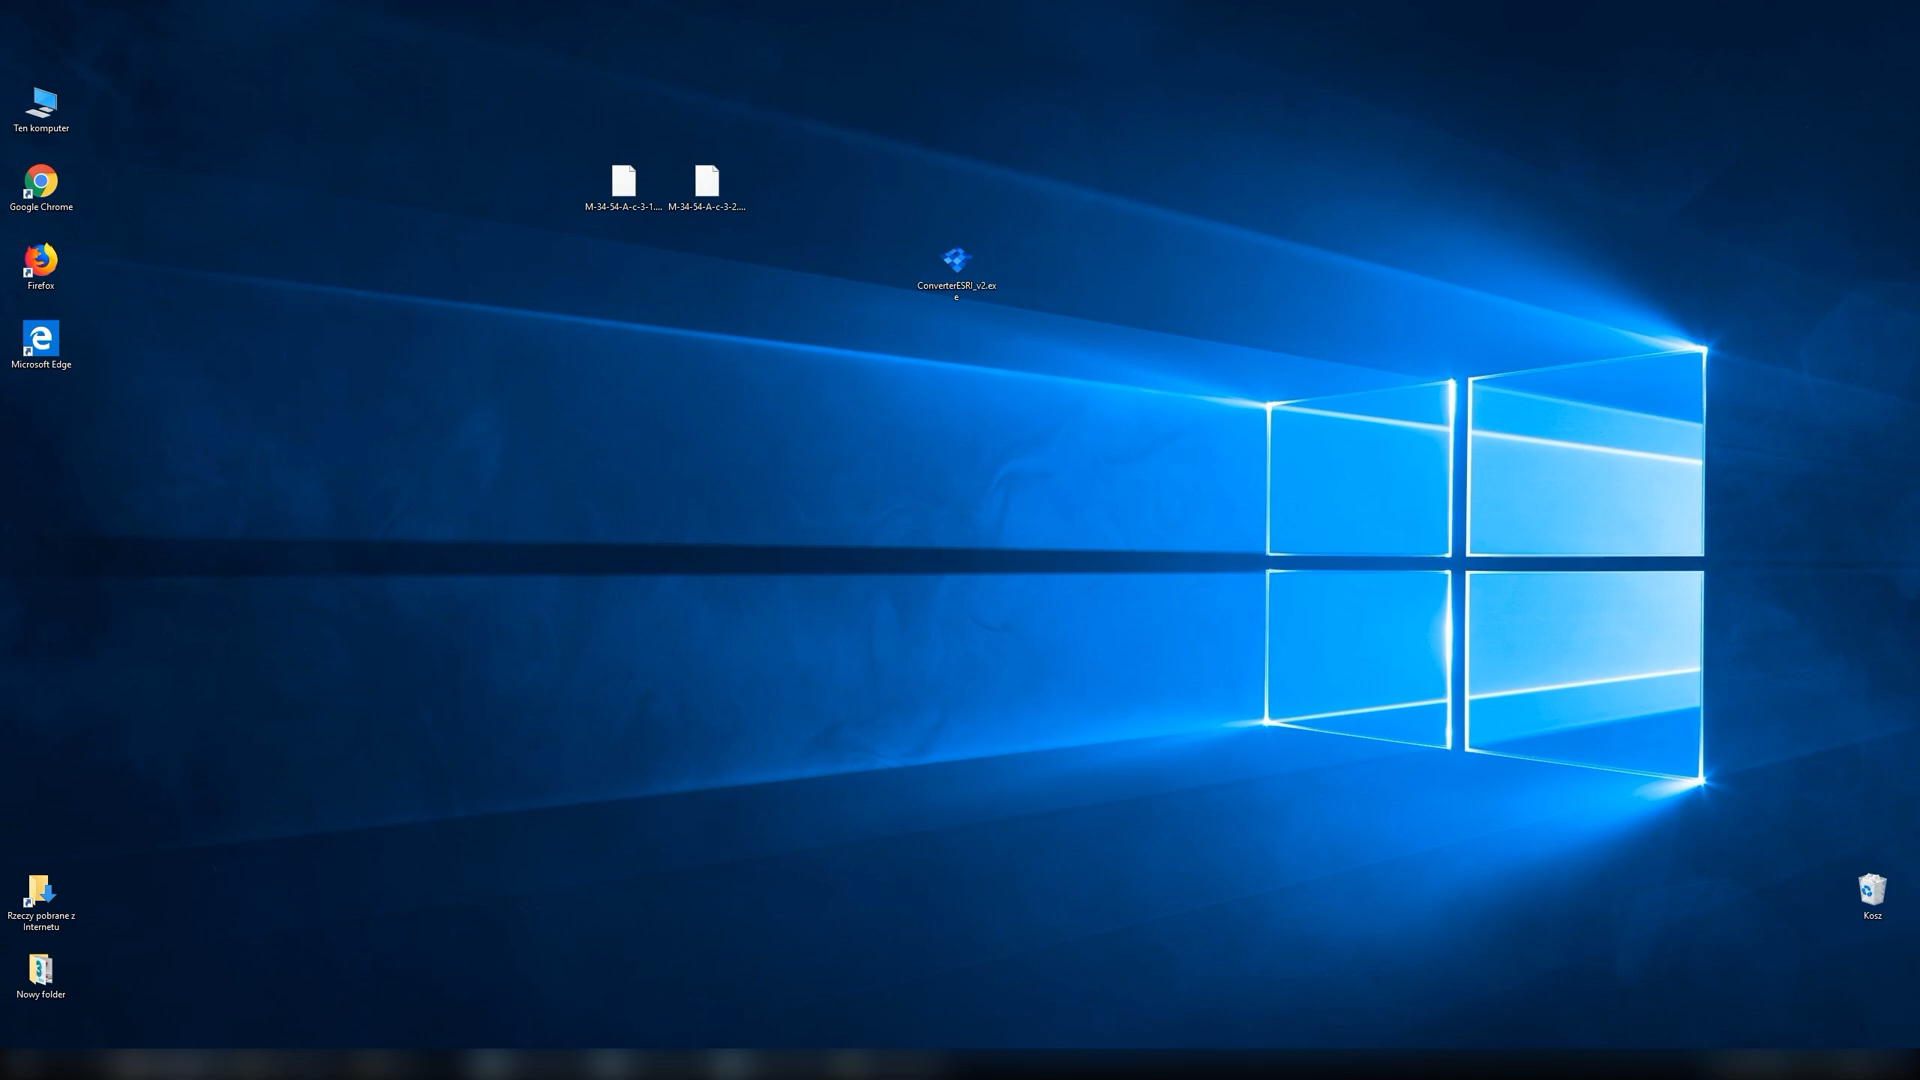 Ten komputer
Google Chrome
M-34-54-A-c-3-1....
M-34-54-A-c-3-2....
Firefox
ConverterESRI_v2.ex
e
Microsoft Edge
Rzeczy pobrane z
Internetu
Kosz
Nowy folder